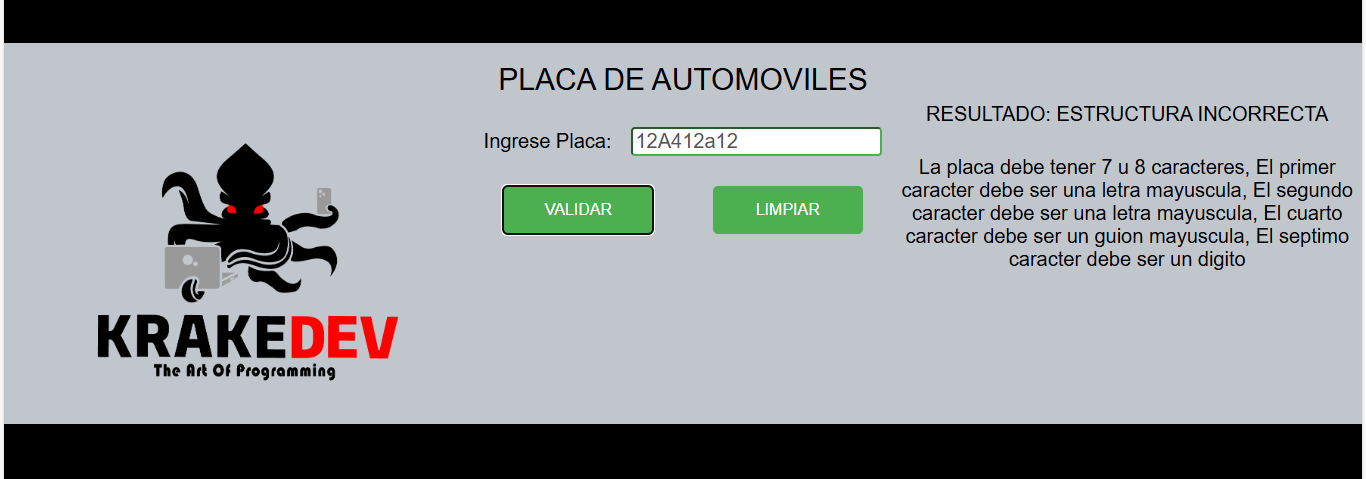 PLACA DE AUTOMOVILES
Ingrese Placa: 12A412a12
VALIDAR LIMPIAR
RESULTADO: ESTRUCTURA INCORRECTA
La placa debe tener 7 u 8 caracteres, El primer
caracter debe ser una letra mayuscula, El segundo
caracter debe ser una letra mayuscula, El cuarto
caracter debe ser un guion mayuscula, El septimo
caracter debe ser un digito
KRAKEDEV
The Art Of Programming